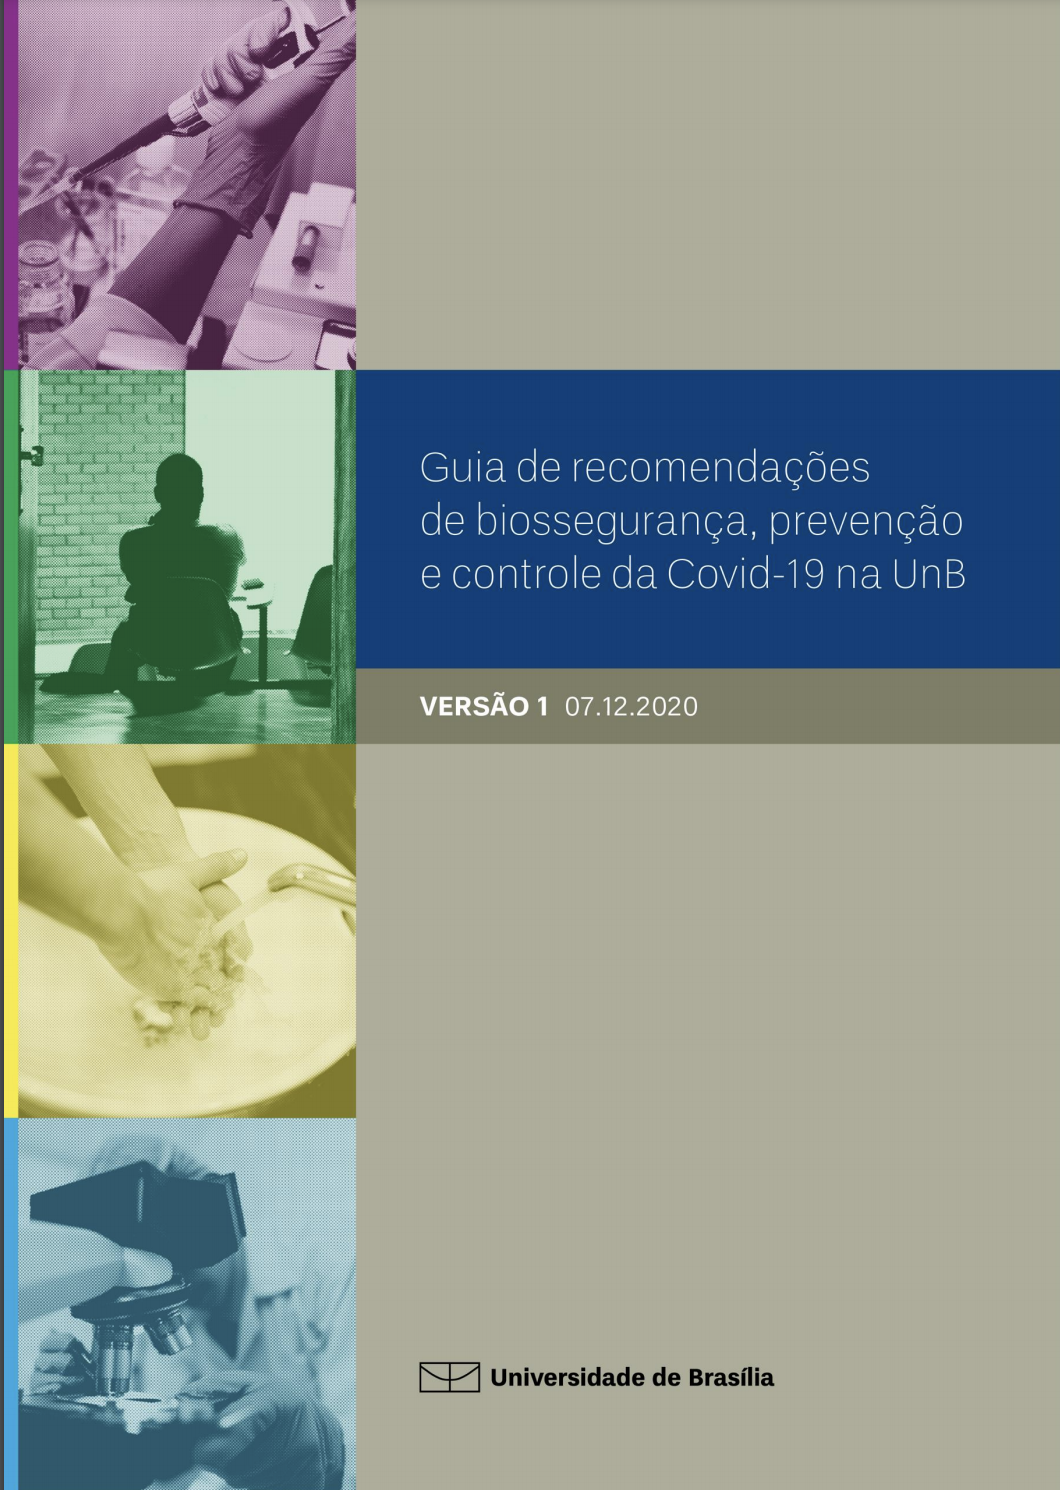 Guia de recomendações
de biossegurança, prevenção
e controle da Covid-19 na UnB
VERSÃO 1 07.12.2020
Universidade de Brasília